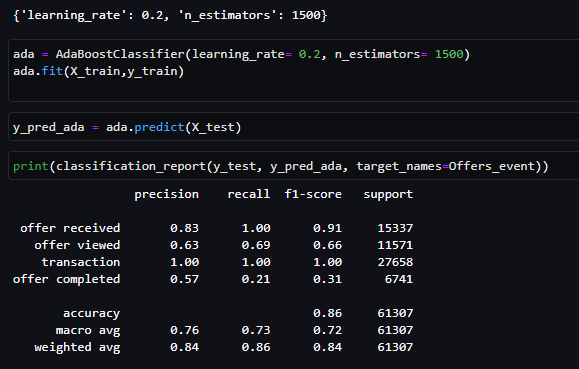 {'learning_rate': 0.2, 'n_estimators': 1500}
ada = AdaBoostClassifier(learning_rate= 0.2, n_estimators= 1500)
ada.fit(X_train,y_train)
y_pred_ada = ada.predict(X_test)
print(classification_report(y_test, y_pred_ada, target_names=Offers_event))
precision recall f1-score support
offer received 0.83 1.00 0.91 15337
offer viewed 0.63 0.69 0.66 11571
transaction 1.00 1.00 1.00 27658
offer completed 0.57 0.21 0.31 6741
accuracy 0.86 61307
macro avg 0.76 0.73 0.72 61307
weighted avg 0.84 0.86 0.84 61307